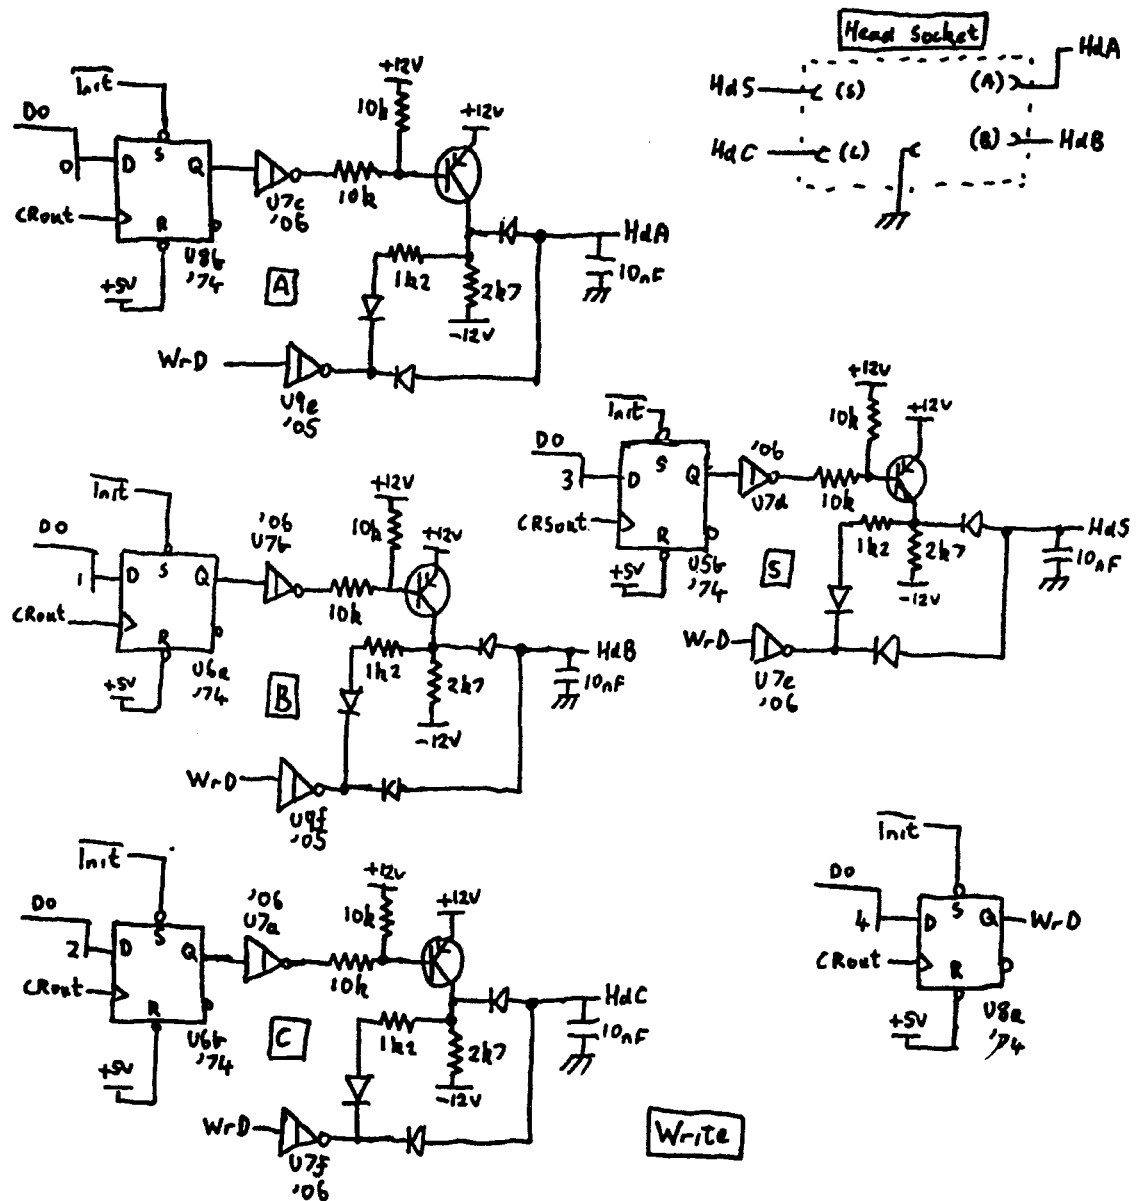 Head Socket
HdS
(S)
(A)
HdA
HdC
(C)
(B)
HdB
Init
D0
0
D
S
Q
CRout
R
+5V
U8b
'74
U7c
'06
10k
+12V
10k
+12V
A
1k2
2k7
-12V
HdA
10nF
WrD
U9e
'05
Init
D0
1
D
S
Q
CRout
R
+5V
U6a
'74
'06
U7b
10k
+12V
10k
+12V
B
1k2
2k7
-12V
HdB
10nF
WrD
U9f
'05
Init
D0
3
D
S
Q
CRSout
R
+5V
U5b
'74
'06
U7d
10k
+12V
10k
+12V
S
1k2
2k7
-12V
HdS
10nF
WrD
U7e
'06
Init
D0
2
D
S
Q
CRout
R
+5V
U6b
'74
'06
U7a
10k
+12V
10k
+12V
C
1k2
2k7
-12V
HdC
10nF
WrD
U7f
'06
Init
D0
4
D
S
Q
WrD
CRout
R
+5V
U8a
'74
Write